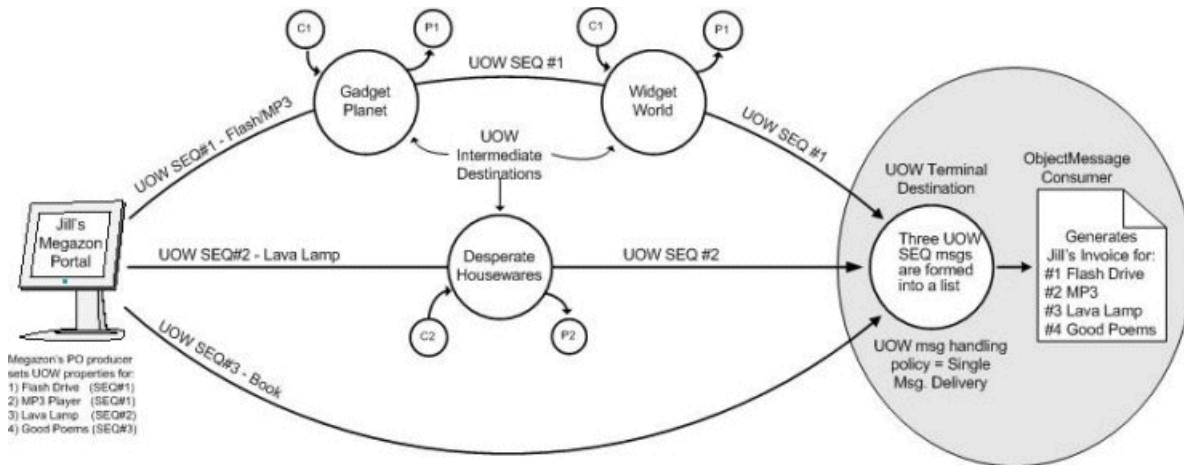 C1
P1
C1
P1
UOW SEQ #1
Gadget
Planet
Widget
World
UOW SEQ#1 - Flash/MP3
UOW
Intermediate
Destinations
UOW SEQ #1
UOW Terminal
Destination
ObjectMessage
Consumer
Jill's
Megazon
Portal
UOW SEQ#2 - Lava Lamp
Desperate
Housewares
UOW SEQ #2
Three UOW
SEQ msgs
are formed
into a list
Generates
Jill's Invoice for:
#1 Flash Drive
#2 MP3
#3 Lava Lamp
#4 Good Poems
C2
P2
UOW SEQ#3 - Book
UOW msg handling
policy = Single
Msg. Delivery
Megazon's PO producer
sets UOW properties for:
1) Flash Drive (SEQ#1)
2) MP3 Player (SEQ#1)
3) Lava Lamp (SEQ#2)
4) Good Poems (SEQ#3)